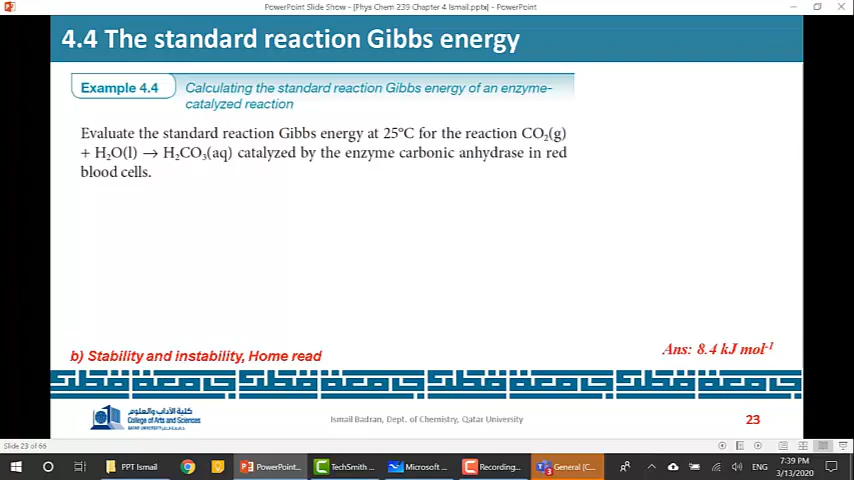 PowerPoint Slide Show - [Phys Chem 239 Chapter 4 Ismail.pptx] - PowerPoint
4.4 The standard reaction Gibbs energy
Example 4.4
Calculating the standard reaction Gibbs energy of an enzyme-
catalyzed reaction
Evaluate the standard reaction Gibbs energy at 25°C for the reaction CO₂(g)
+ H₂O(l) → H₂CO₃(aq) catalyzed by the enzyme carbonic anhydrase in red
blood cells.
b) Stability and instability, Home read
Ans: 8.4 kJ mol⁻¹
كلية الآداب والعلوم
College of Arts and Sciences
Ismail Badran, Dept. of Chemistry, Qatar University
23
Slide 23 of 66
PPT Ismail
PowerPoint...
TechSmith ...
Microsoft ...
Recording...
General (C...
ENG
7:39 PM
3/13/2020